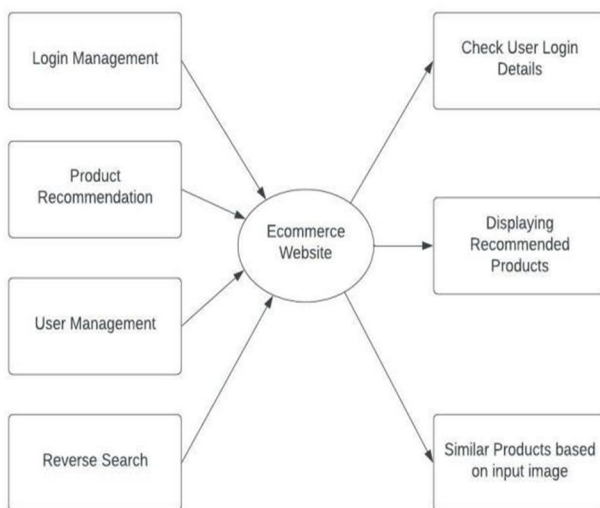 Login Management
Product
Recommendation
User Management
Reverse Search
Ecommerce
Website
Check User Login
Details
Displaying
Recommended
Products
Similar Products based
on input image